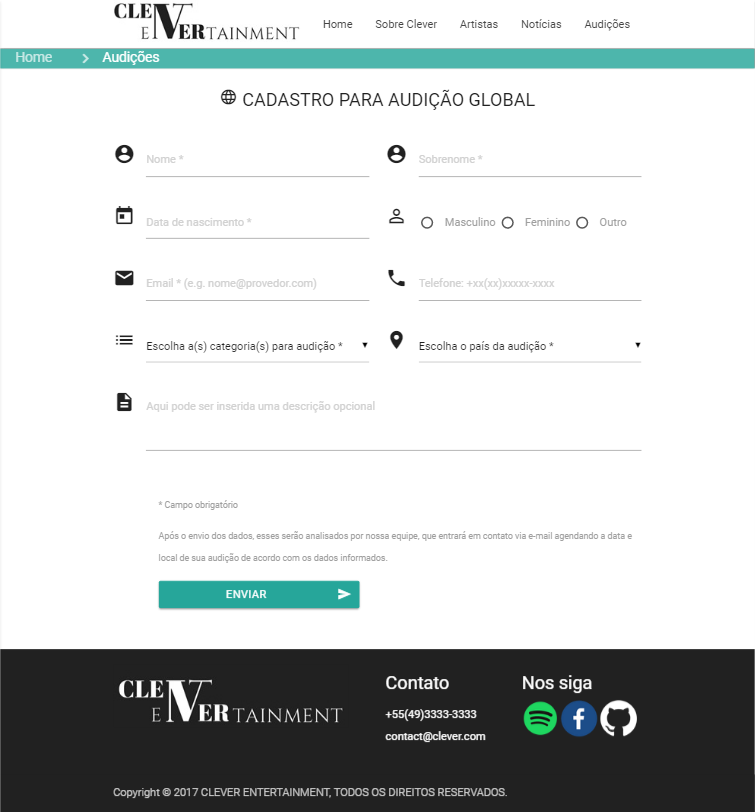 CLEVER
ENTERTAINMENT
Home Sobre Clever Artistas Notícias Audições
Home Audições
CADASTRO PARA AUDIÇÃO GLOBAL
Nome * Sobrenome *
Data de nascimento * Masculino Feminino Outro
Email * (e.g. nome@provedor.com) Telefone: +xx(xx)xxxxx-xxxx
Escolha a(s) categoria(s) para audição * Escolha o país da audição *
Aqui pode ser inserida uma descrição opcional
* Campo obrigatório
Após o envio dos dados, esses serão analisados por nossa equipe, que entrará em contato via e-mail agendando a data e
local de sua audição de acordo com os dados informados.
ENVIAR
CLEVER
ENTERTAINMENT
Contato Nos siga
+55(49)3333-3333
contact@clever.com
Copyright © 2017 CLEVER ENTERTAINMENT, TODOS OS DIREITOS RESERVADOS.